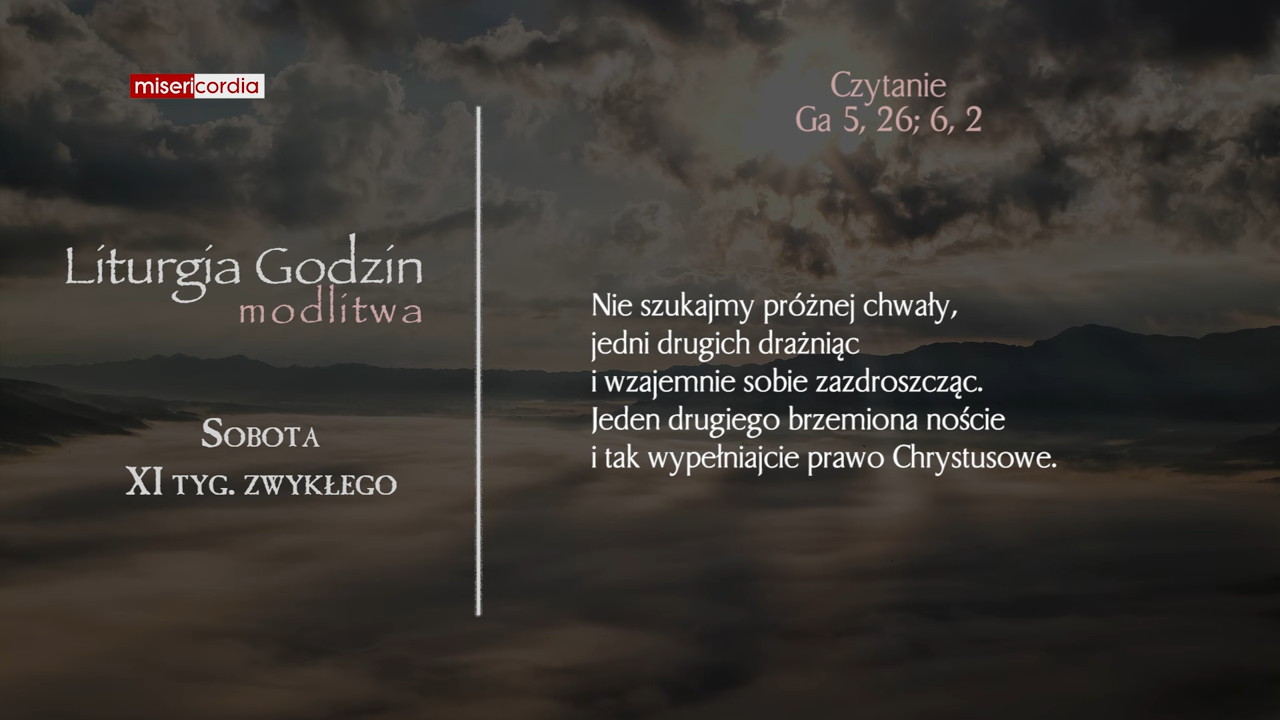 misericordia
Liturgia Godzin
modlitwa
Sobota
XI tyg. zwykłego
Czytanie
Ga 5, 26; 6, 2
Nie szukajmy próżnej chwały,
jedni drugich drażniąc
i wzajemnie sobie zazdroszcząc.
Jeden drugiego brzemiona noście
i tak wypełniajcie prawo Chrystusowe.